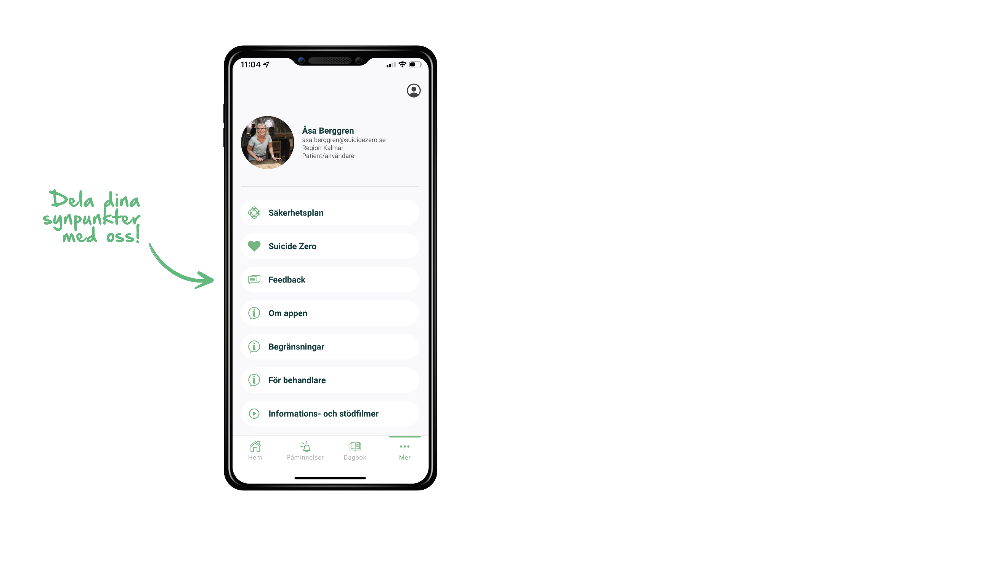 Dela dina
synpunkter
med oss!
11:04
Åsa Berggren
asa.berggren@suicidezero.se
Region Kalmar
Patient/användare
Säkerhetsplan
Suicide Zero
Feedback
Om appen
Begränsningar
För behandlare
Informations- och stödfilmer
Hem
Påminnelser
Dagbok
Mer